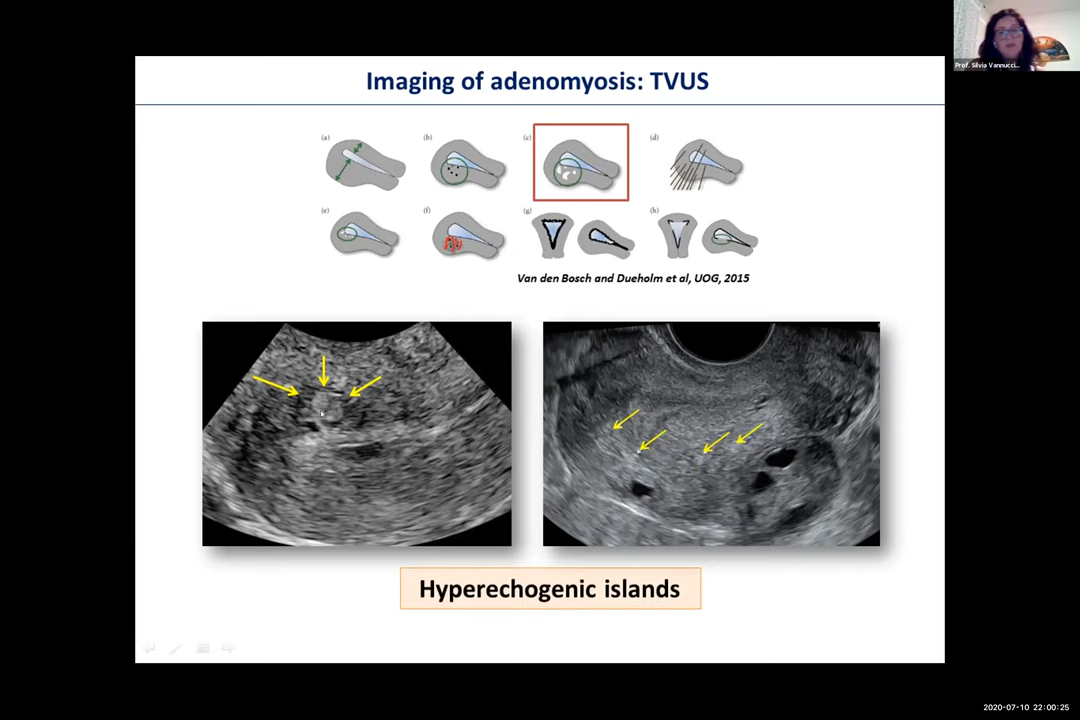 Prof. Silvia Vannucci...
Imaging of adenomyosis: TVUS
(a) (b) (c) (d)
(e) (f) (g) (h)
Van den Bosch and Dueholm et al, UOG, 2015
Hyperechogenic islands
2020-07-10 22:00:25